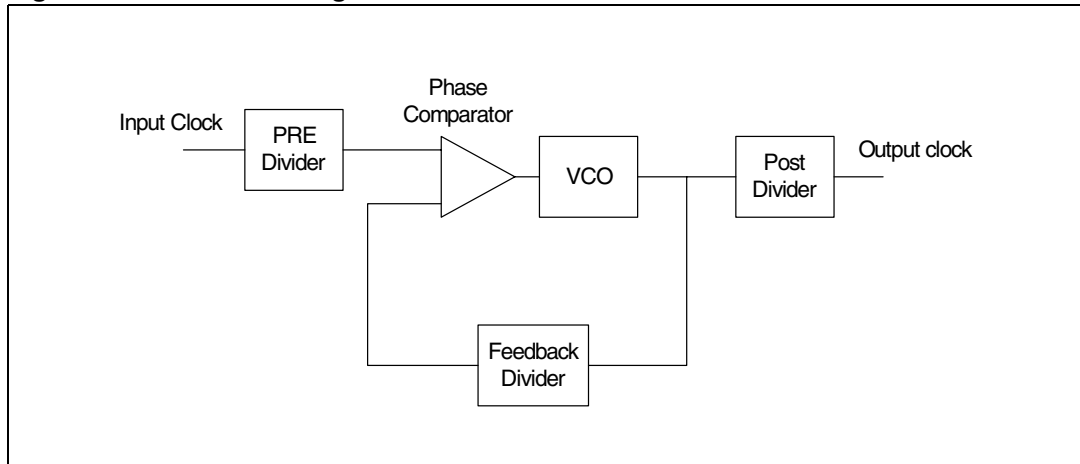 Phase
Comparator
Input Clock
PRE
Divider
VCO
Post
Divider
Output clock
Feedback
Divider